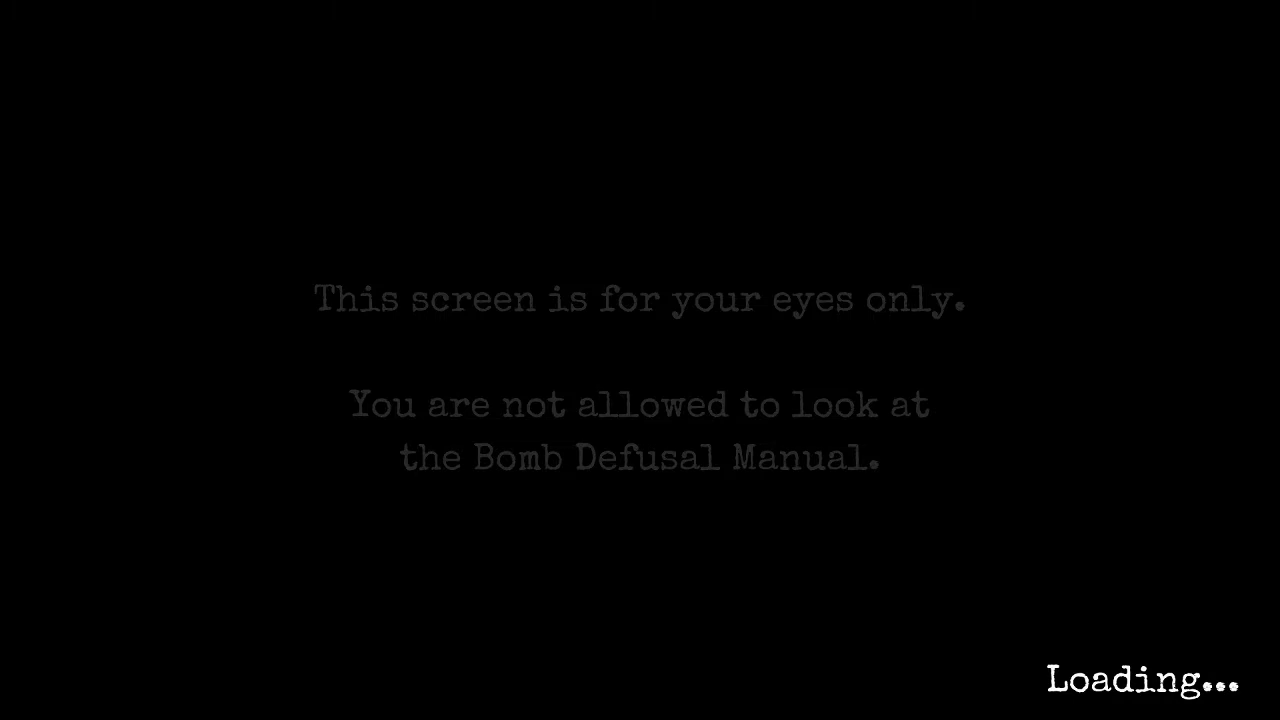 This screen is for your eyes only.
You are not allowed to look at
the Bomb Defusal Manual.
Loading...